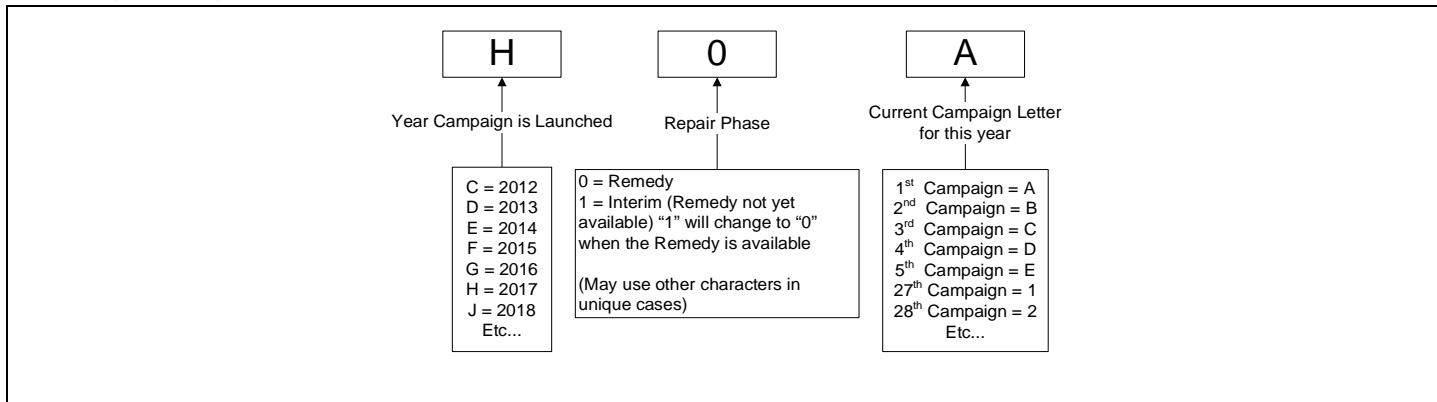 H
0
A
Year Campaign is Launched
Repair Phase
Current Campaign Letter
for this year
C = 2012
D = 2013
E = 2014
F = 2015
G = 2016
H = 2017
J = 2018
Etc...
0 = Remedy
1 = Interim (Remedy not yet
available) “1” will change to “0”
when the Remedy is available
(May use other characters in
unique cases)
1st Campaign = A
2nd Campaign = B
3rd Campaign = C
4th Campaign = D
5th Campaign = E
27th Campaign = 1
28th Campaign = 2
Etc...